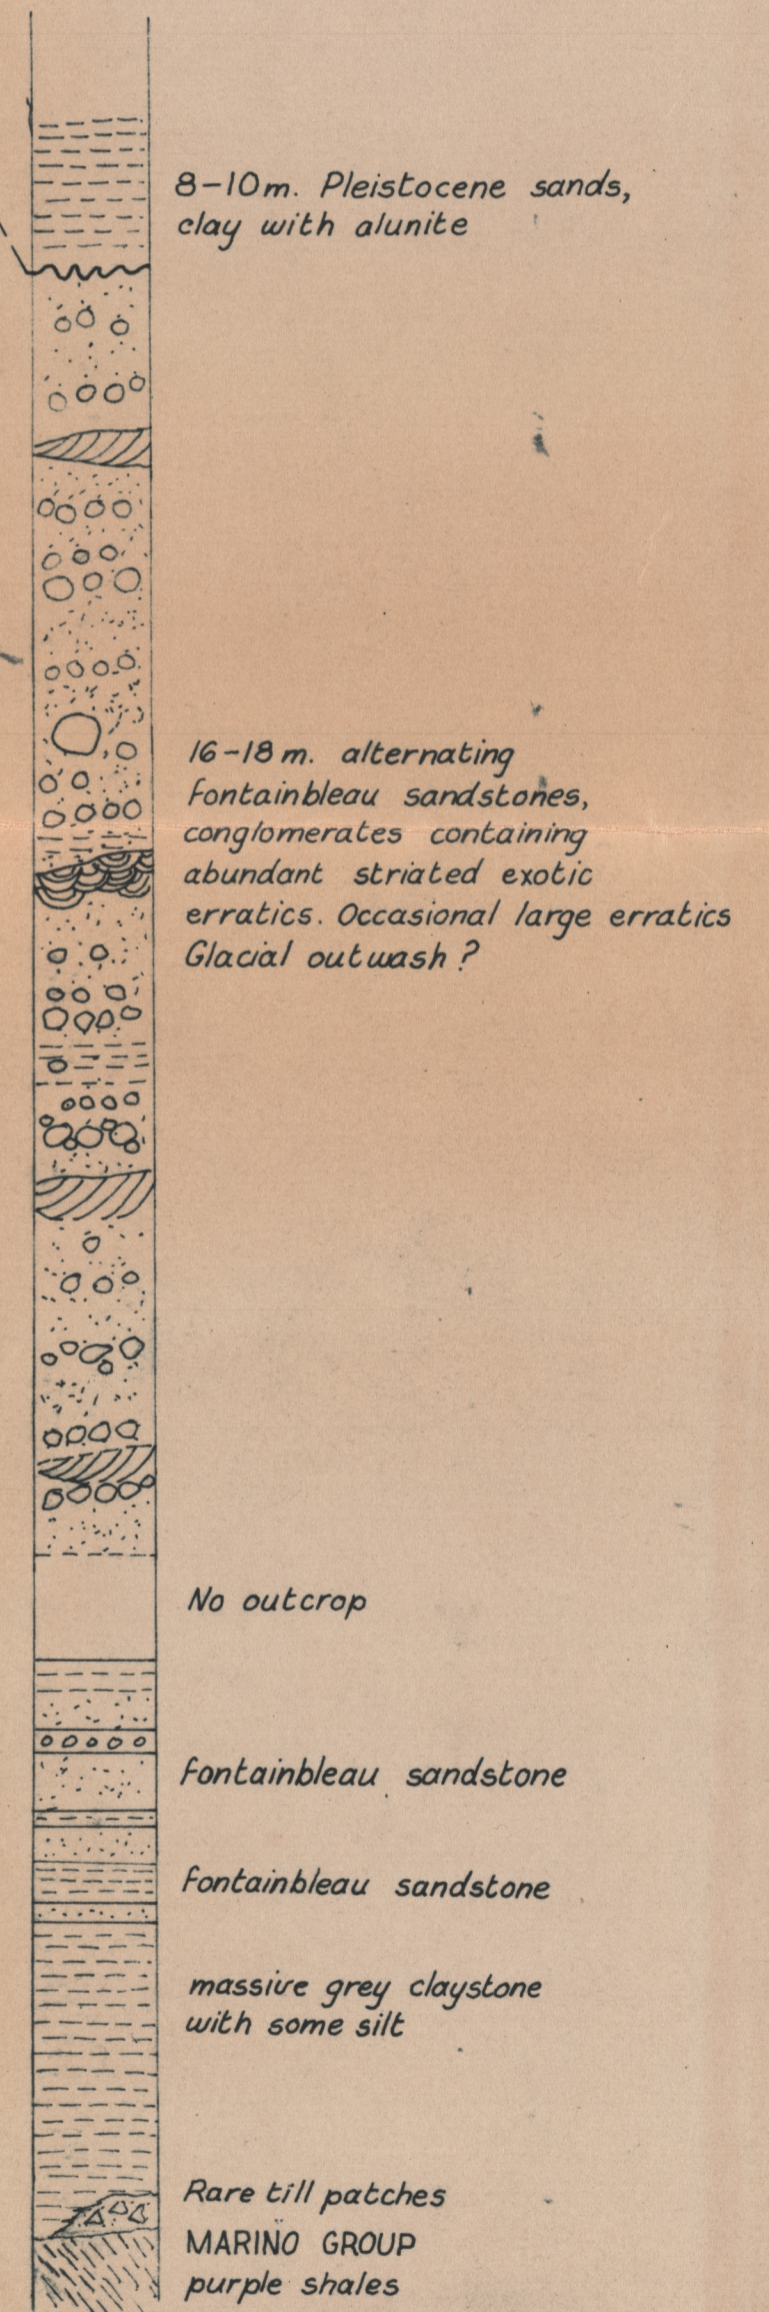 8-10m. Pleistocene sands,
clay with alunite
16-18m. alternating
Fontainbleau sandstones,
conglomerates containing
abundant striated exotic
erratics. Occasional large erratics
Glacial outwash?
No outcrop
Fontainbleau sandstone
Fontainbleau sandstone
massive grey claystone
with some silt
Rare till patches
MARINO GROUP
purple shales